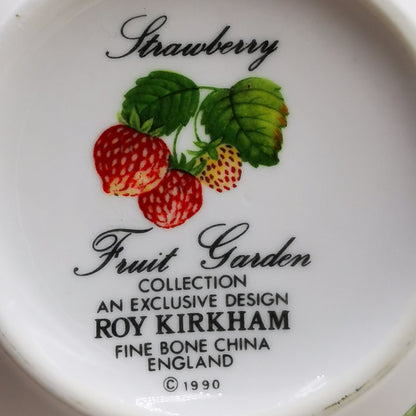 Strawberry
Fruit Garden
COLLECTION
AN EXCLUSIVE DESIGN
ROY KIRKHAM
FINE BONE CHINA
ENGLAND
© 1990